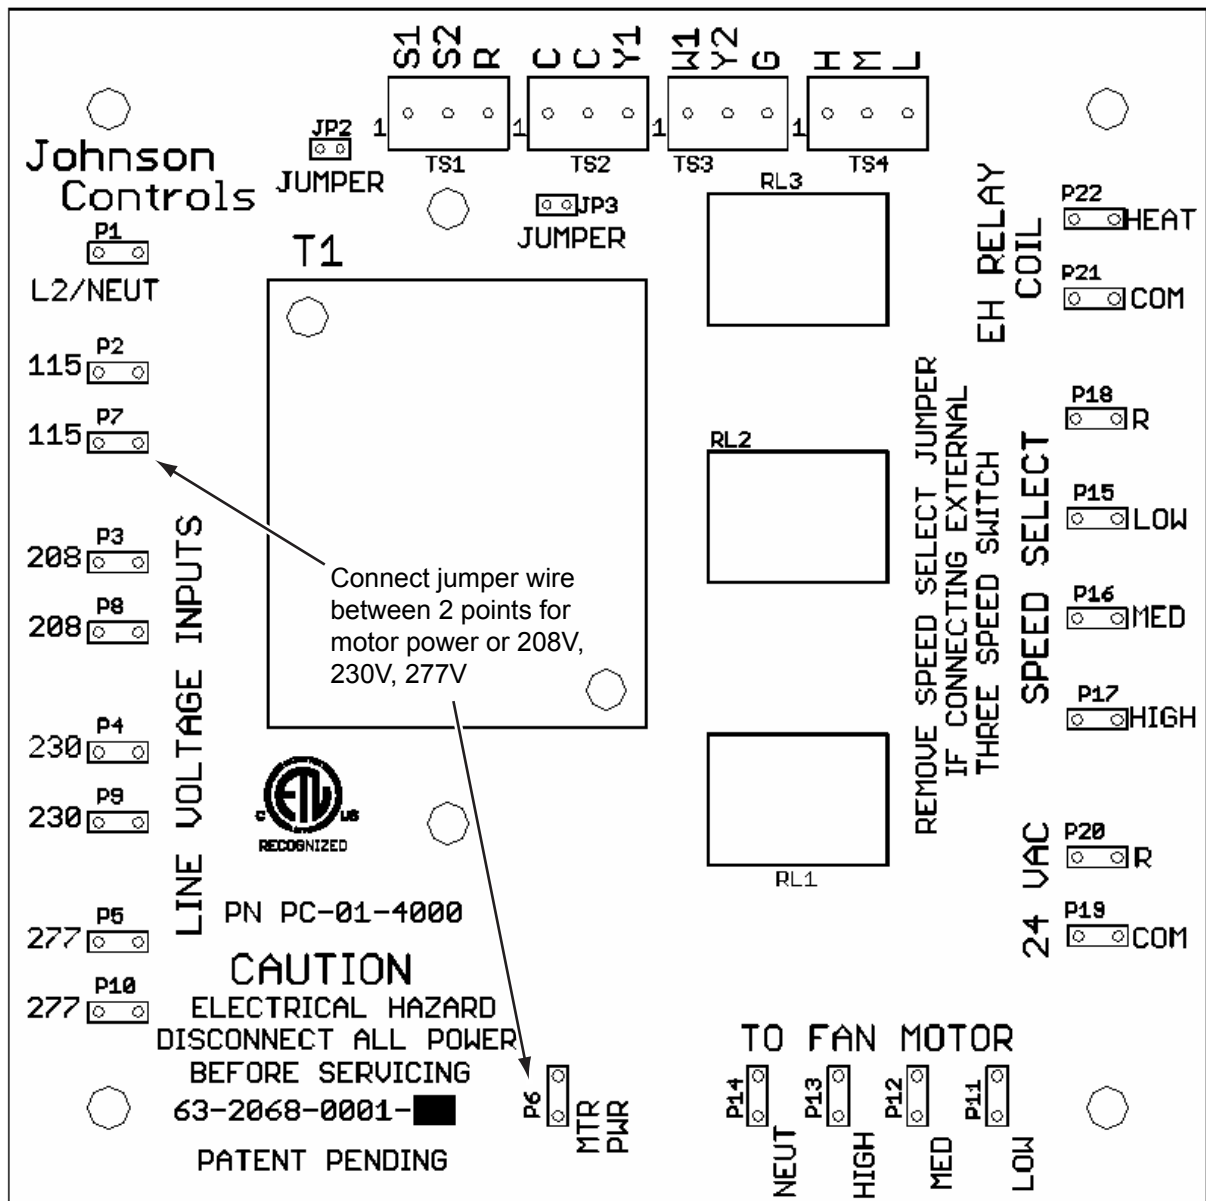 S1 S2 R
C C Y1
W1 Y2 G
H M L
1
1
1
1
TS1
TS2
TS3
TS4
JP2
JUMPER
JP3
JUMPER
Johnson
Controls
P1
L2/NEUT
115 P2
115 P7
208 P3
208 P8
230 P4
230 P9
277 P5
277 P10
LINE VOLTAGE INPUTS
T1
Connect jumper wire
between 2 points for
motor power or 208V,
230V, 277V
C ETL US
RECOGNIZED
PN PC-01-4000
CAUTION
ELECTRICAL HAZARD
DISCONNECT ALL POWER
BEFORE SERVICING
63-2068-0001-
PATENT PENDING
P6
MTR
PWR
RL3
RL2
RL1
REMOVE SPEED SELECT JUMPER
IF CONNECTING EXTERNAL
THREE SPEED SWITCH
EH RELAY
COIL
P22 HEAT
P21 COM
SPEED SELECT
P18 R
P15 LOW
P16 MED
P17 HIGH
24 VAC
P20 R
P19 COM
TO FAN MOTOR
P14 P13 P12 P11
NEUT HIGH MED LOW